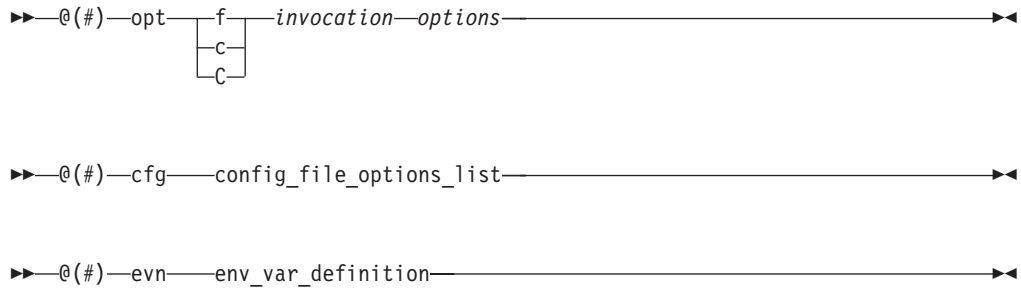 ►►—@(#)—opt—f—invocation—options—►◄
c
C
►►—@(#)—cfg—config_file_options_list—►◄
►►—@(#)—evn—env_var_definition—►◄